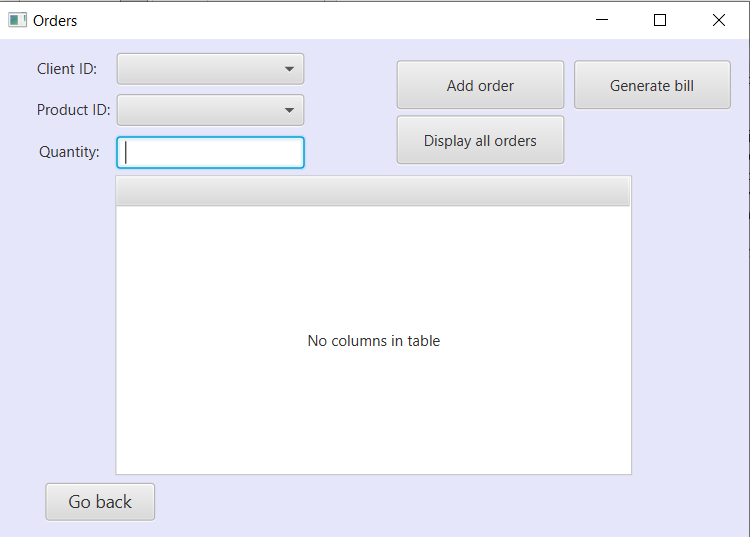 Orders
Client ID:
Product ID:
Quantity:
Add order
Generate bill
Display all orders
No columns in table
Go back